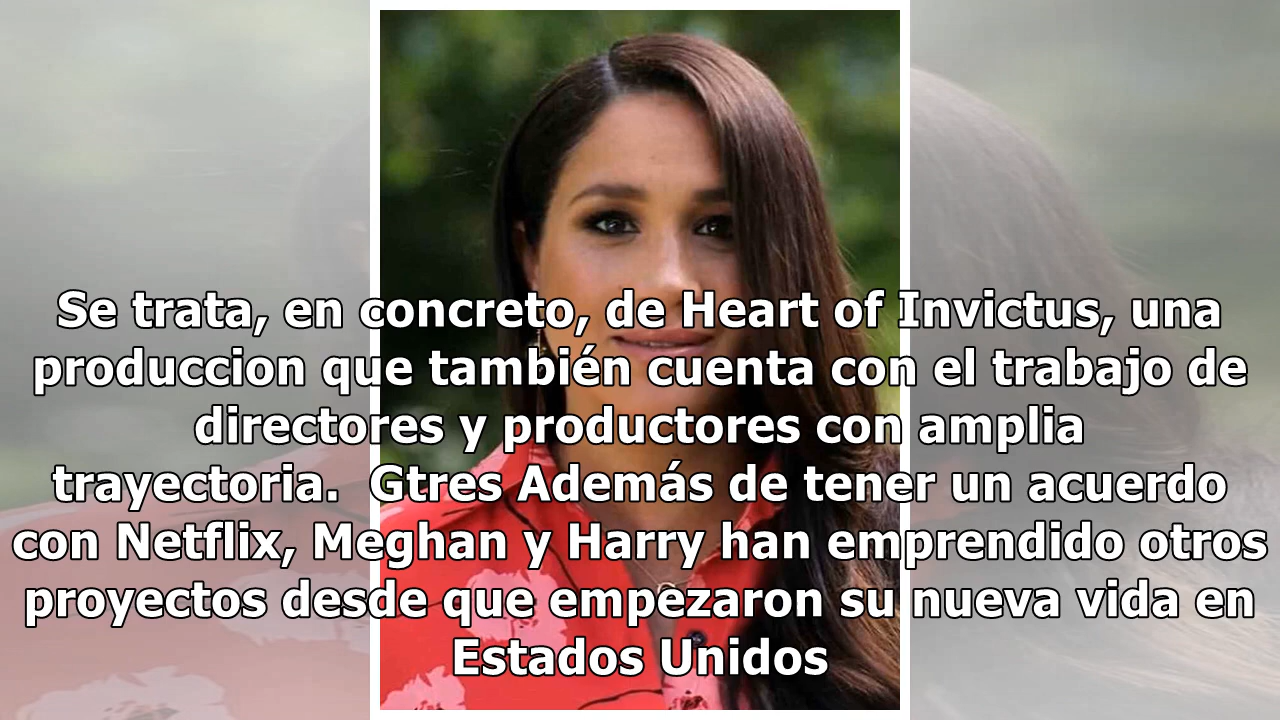 Se trata, en concreto, de Heart of Invictus, una
produccion que también cuenta con el trabajo de
directores y productores con amplia
trayectoria.  Gtres Además de tener un acuerdo
con Netflix, Meghan y Harry han emprendido otros
proyectos desde que empezaron su nueva vida en
Estados Unidos